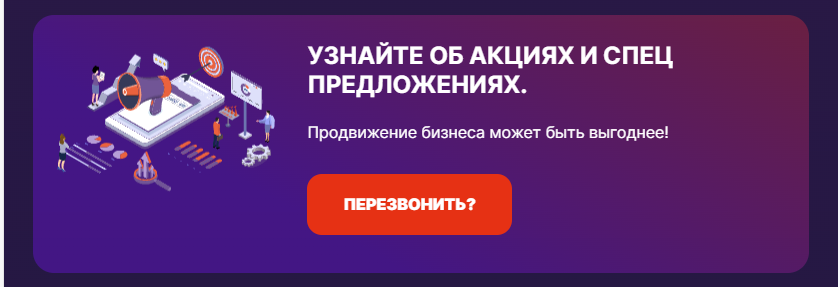 УЗНАЙТЕ ОБ АКЦИЯХ И СПЕЦ
ПРЕДЛОЖЕНИЯХ.
Продвижение бизнеса может быть выгоднее!
ПЕРЕЗВОНИТЬ?